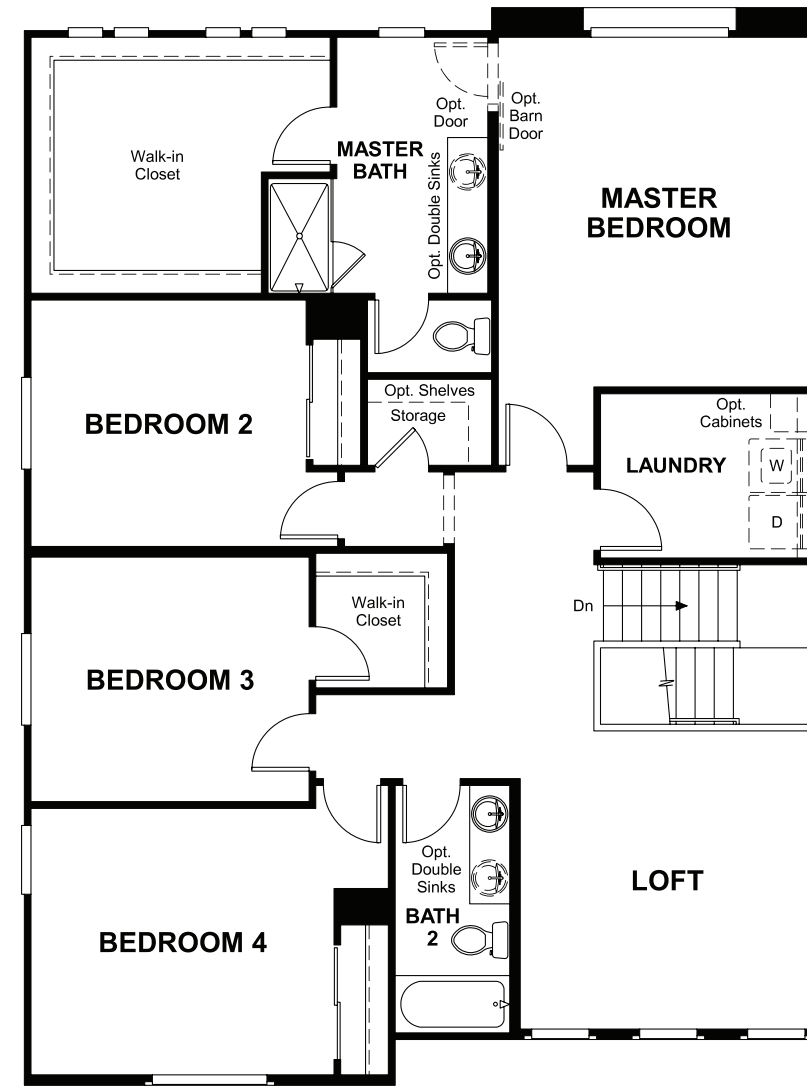 Opt.
Door
Opt.
Barn
Door
Walk-in
Closet
MASTER
BATH
Opt. Double Sinks
MASTER
BEDROOM
Opt. Shelves
Storage
Opt.
Cabinets
BEDROOM 2
LAUNDRY
W
D
Walk-in
Closet
Dn
BEDROOM 3
Opt.
Double
Sinks
LOFT
BATH
2
BEDROOM 4